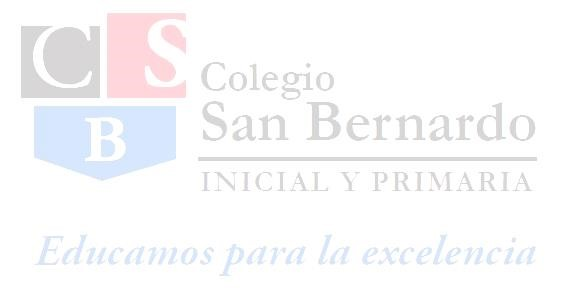 C S
B
Colegio
San Bernardo
INICIAL Y PRIMARIA
Educamos para la excelencia